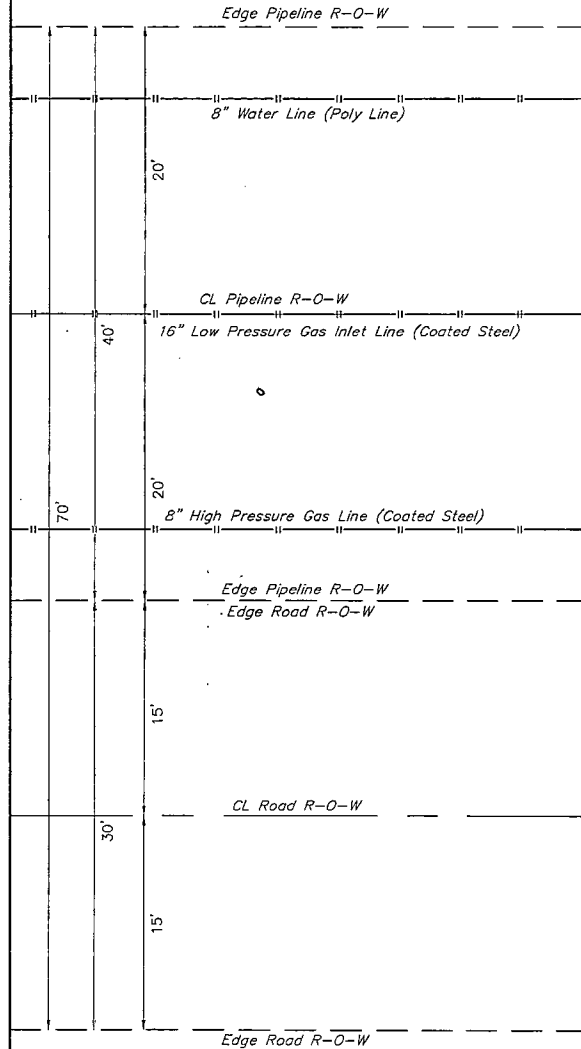 Edge Pipeline R-O-W
8" Water Line (Poly Line)
20'
CL Pipeline R-O-W
16" Low Pressure Gas Inlet Line (Coated Steel)
40'
20'
70'
8" High Pressure Gas Line (Coated Steel)
Edge Pipeline R-O-W
Edge Road R-O-W
15'
CL Road R-O-W
30'
15'
Edge Road R-O-W